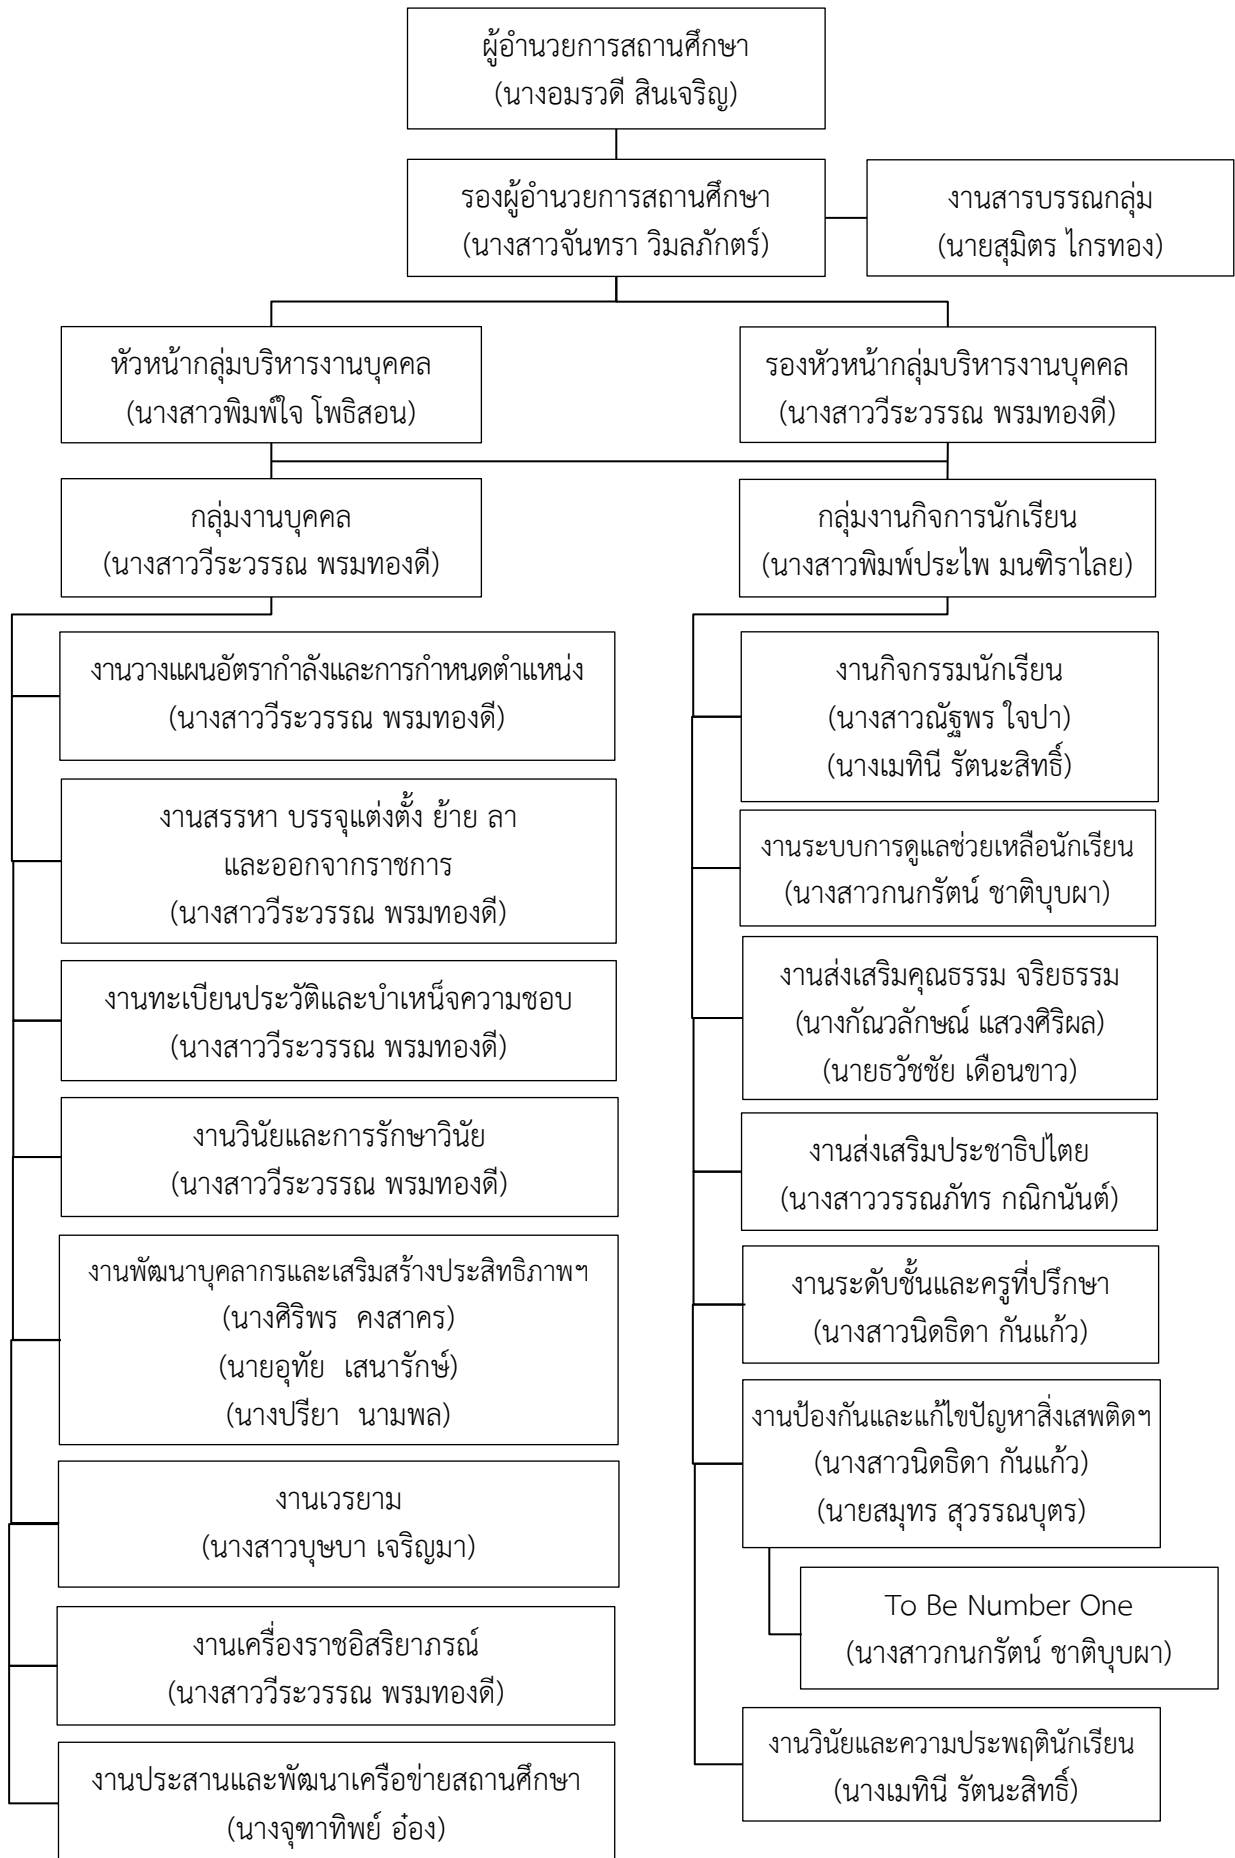 ผู้อำนวยการสถานศึกษา
(นางอมรวดี สินเจริญ)
รองผู้อำนวยการสถานศึกษา
(นางสาวจันทรา วิมลภักตร์)
งานสารบรรณกลุ่ม
(นายสุมิตร ไกรทอง)
หัวหน้ากลุ่มบริหารงานบุคคล
(นางสาวพิมพ์ใจ โพธิสอน)
รองหัวหน้ากลุ่มบริหารงานบุคคล
(นางสาววีระวรรณ พรมทองดี)
กลุ่มงานบุคคล
(นางสาววีระวรรณ พรมทองดี)
งานวางแผนอัตรากำลังและการกำหนดตำแหน่ง
(นางสาววีระวรรณ พรมทองดี)
งานสรรหา บรรจุแต่งตั้ง ย้าย ลา
และออกจากราชการ
(นางสาววีระวรรณ พรมทองดี)
งานทะเบียนประวัติและบำเหน็จความชอบ
(นางสาววีระวรรณ พรมทองดี)
งานวินัยและการรักษาวินัย
(นางสาววีระวรรณ พรมทองดี)
งานพัฒนาบุคลากรและเสริมสร้างประสิทธิภาพฯ
(นางศิริพร  คงสาคร)
(นายอุทัย  เสนารักษ์)
(นางปรียา  นามพล)
งานเวรยาม
(นางสาวบุษบา เจริญมา)
งานเครื่องราชอิสริยาภรณ์
(นางสาววีระวรรณ พรมทองดี)
งานประสานและพัฒนาเครือข่ายสถานศึกษา
(นางจุฑาทิพย์ อ๋อง)
กลุ่มงานกิจการนักเรียน
(นางสาวพิมพ์ประไพ มนฑิราไลย)
งานกิจกรรมนักเรียน
(นางสาวณัฐพร ใจปา)
(นางเมทินี รัตนะสิทธิ์)
งานระบบการดูแลช่วยเหลือนักเรียน
(นางสาวกนกรัตน์ ชาติบุบผา)
งานส่งเสริมคุณธรรม จริยธรรม
(นางกัณวลักษณ์ แสวงศิริผล)
(นายธวัชชัย เดือนขาว)
งานส่งเสริมประชาธิปไตย
(นางสาววรรณภัทร กณิกนันต์)
งานระดับชั้นและครูที่ปรึกษา
(นางสาวนิดธิดา กันแก้ว)
งานป้องกันและแก้ไขปัญหาสิ่งเสพติดฯ
(นางสาวนิดธิดา กันแก้ว)
(นายสมุทร สุวรรณบุตร)
To Be Number One
(นางสาวกนกรัตน์ ชาติบุบผา)
งานวินัยและความประพฤตินักเรียน
(นางเมทินี รัตนะสิทธิ์)